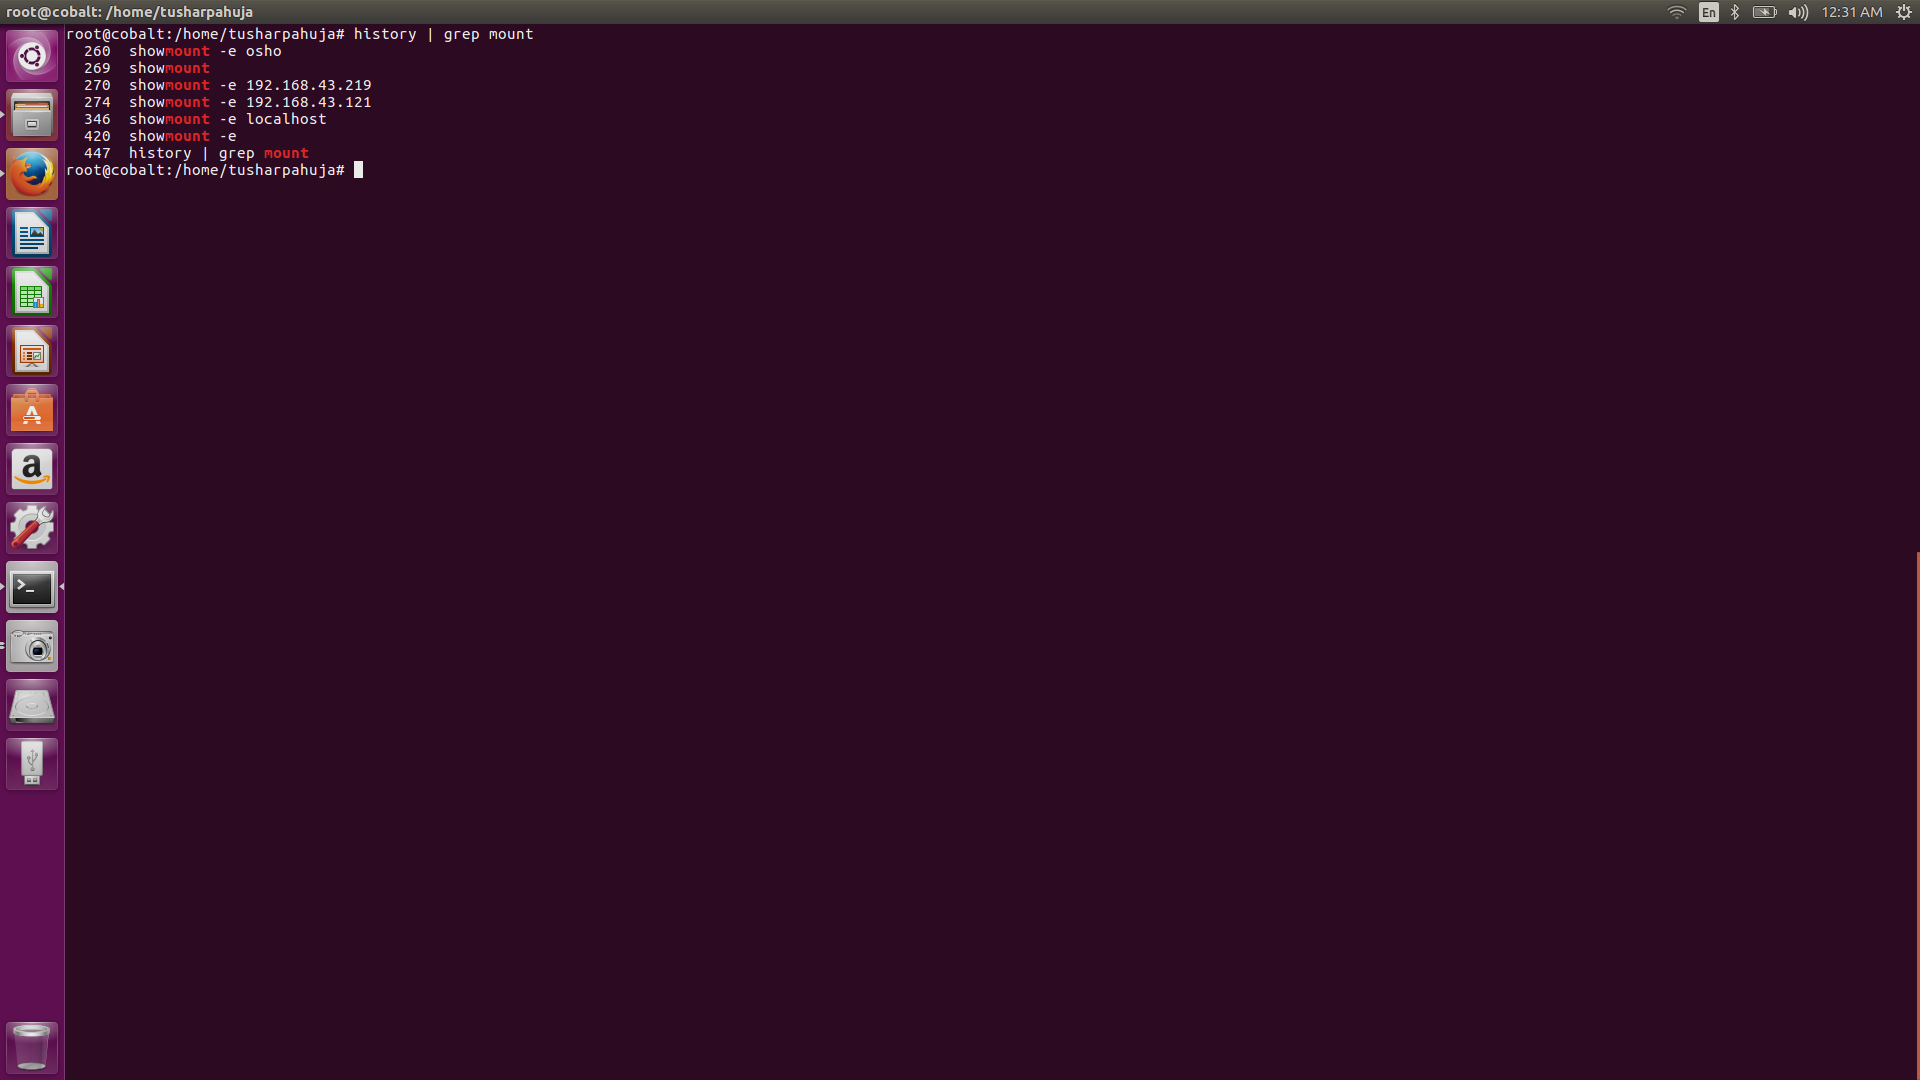 root@cobalt: /home/tusharpahuja
En
12:31 AM
root@cobalt:/home/tusharpahuja# history | grep mount
  260  showmount -e osho
  269  showmount
  270  showmount -e 192.168.43.219
  274  showmount -e 192.168.43.121
  346  showmount -e localhost
  420  showmount -e
  447  history | grep mount
root@cobalt:/home/tusharpahuja#